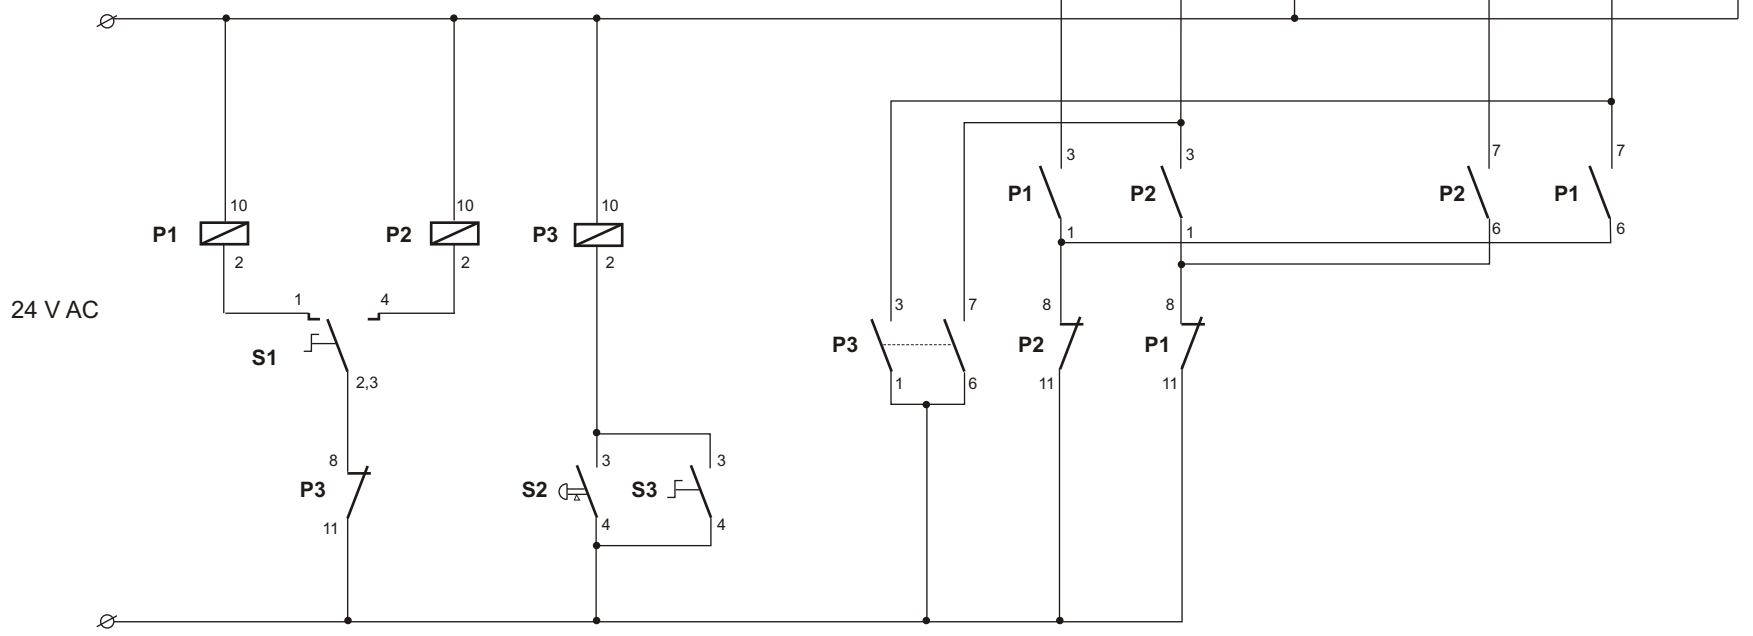 3 3 7 7
P1 P2 P2 P1
1 1 6 6
10 10 10
P1 P2 P3
2 2 2
24 V AC
1 4
S1
2,3
3 7 8 8
P3 P2 P1
1 6 11 11
8 3 3
P3 S2 S3
11 4 4